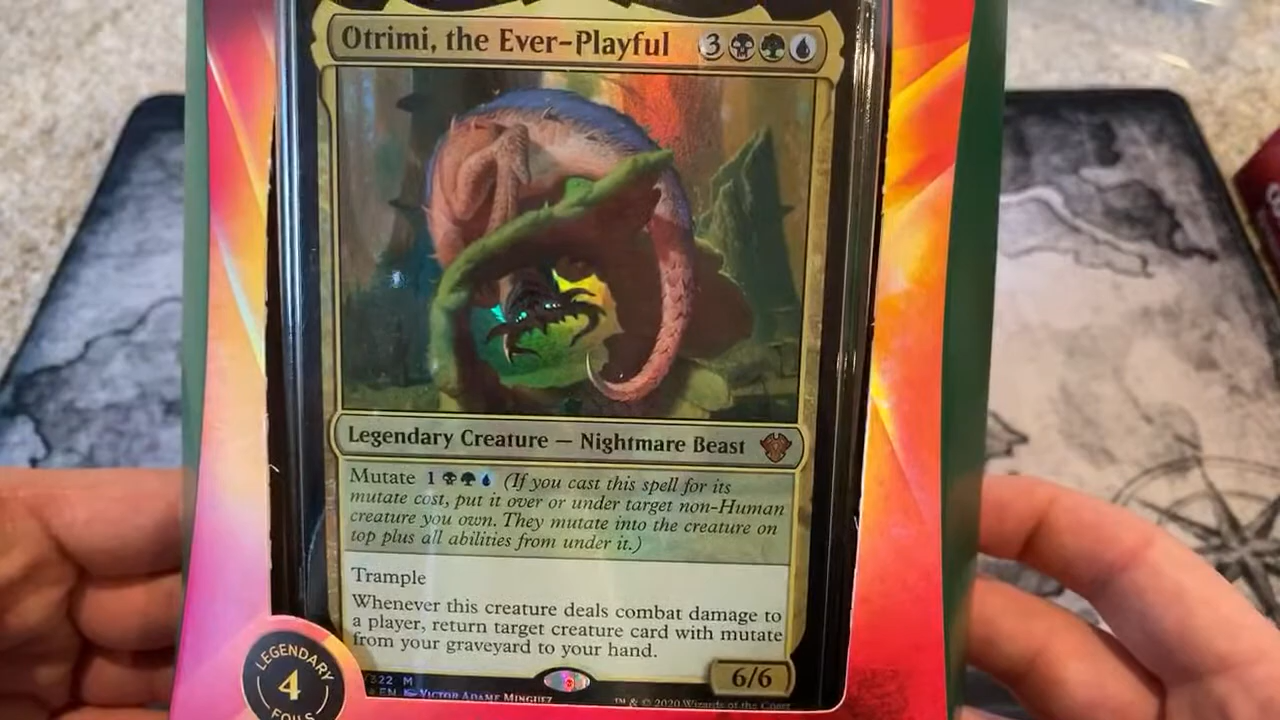 Otrimi, the Ever-Playful 3
Legendary Creature — Nightmare Beast
Mutate 1 (If you cast this spell for its
mutate cost, put it over or under target non-Human
creature you own. They mutate into the creature on
top plus all abilities from under it.)
Trample
Whenever this creature deals combat damage to
a player, return target creature card with mutate
from your graveyard to your hand.
6/6
/322 M
EN Victor Adame Minguez
™ & © 2020 Wizards of the Coast
LEGENDARY
4
FOILS